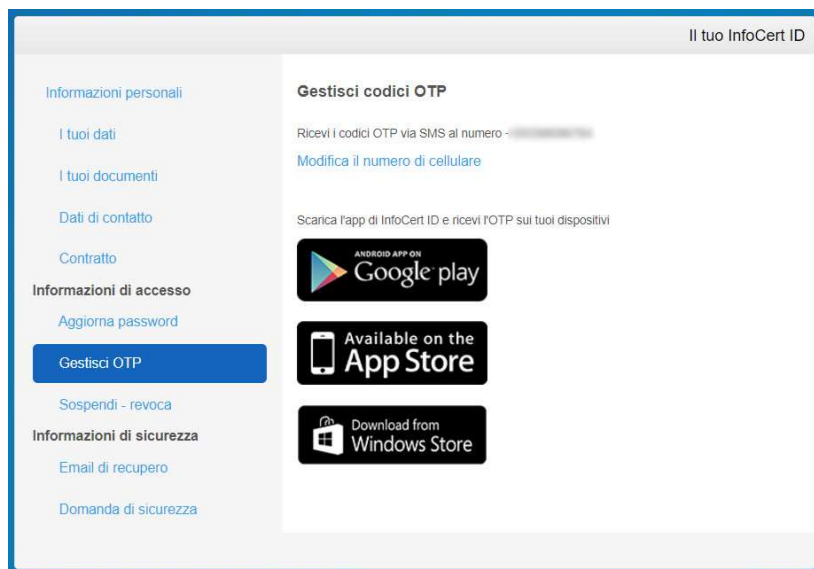 Il tuo InfoCert ID
Informazioni personali
I tuoi dati
I tuoi documenti
Dati di contatto
Contratto
Informazioni di accesso
Aggiorna password
Gestisci OTP
Sospendi - revoca
Informazioni di sicurezza
Email di recupero
Domanda di sicurezza
Gestisci codici OTP
Ricevi i codici OTP via SMS al numero -
Modifica il numero di cellulare
Scarica l'app di InfoCert ID e ricevi l'OTP sui tuoi dispositivi
ANDROID APP ON
Google play
Available on the
App Store
Download from
Windows Store